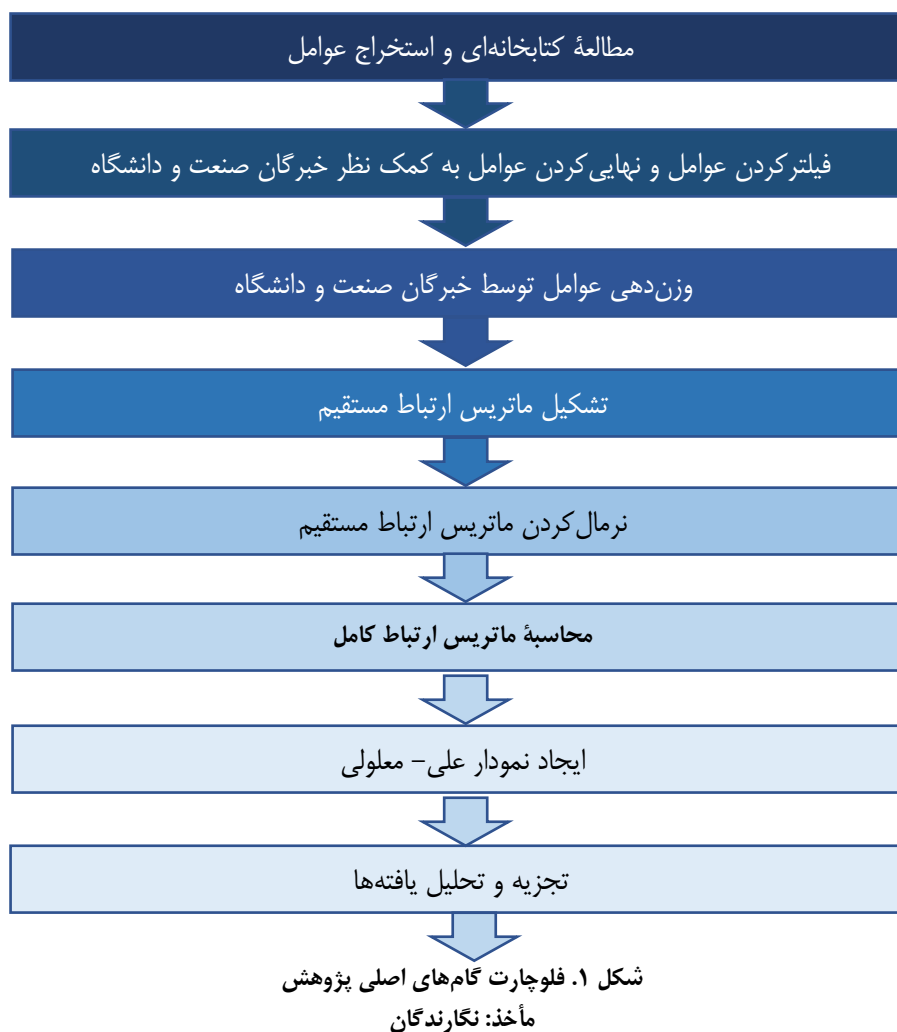 مطالعهٔ کتابخانه‌ای و استخراج عوامل
فیلترکردن عوامل و نهایی‌کردن عوامل به کمک نظر خبرگان صنعت و دانشگاه
وزن‌دهی عوامل توسط خبرگان صنعت و دانشگاه
تشکیل ماتریس ارتباط مستقیم
نرمال‌کردن ماتریس ارتباط مستقیم
محاسبهٔ ماتریس ارتباط کامل
ایجاد نمودار علی- معلولی
تجزیه و تحلیل یافته‌ها
شکل ۱. فلوچارت گام‌های اصلی پژوهش
مأخذ: نگارندگان